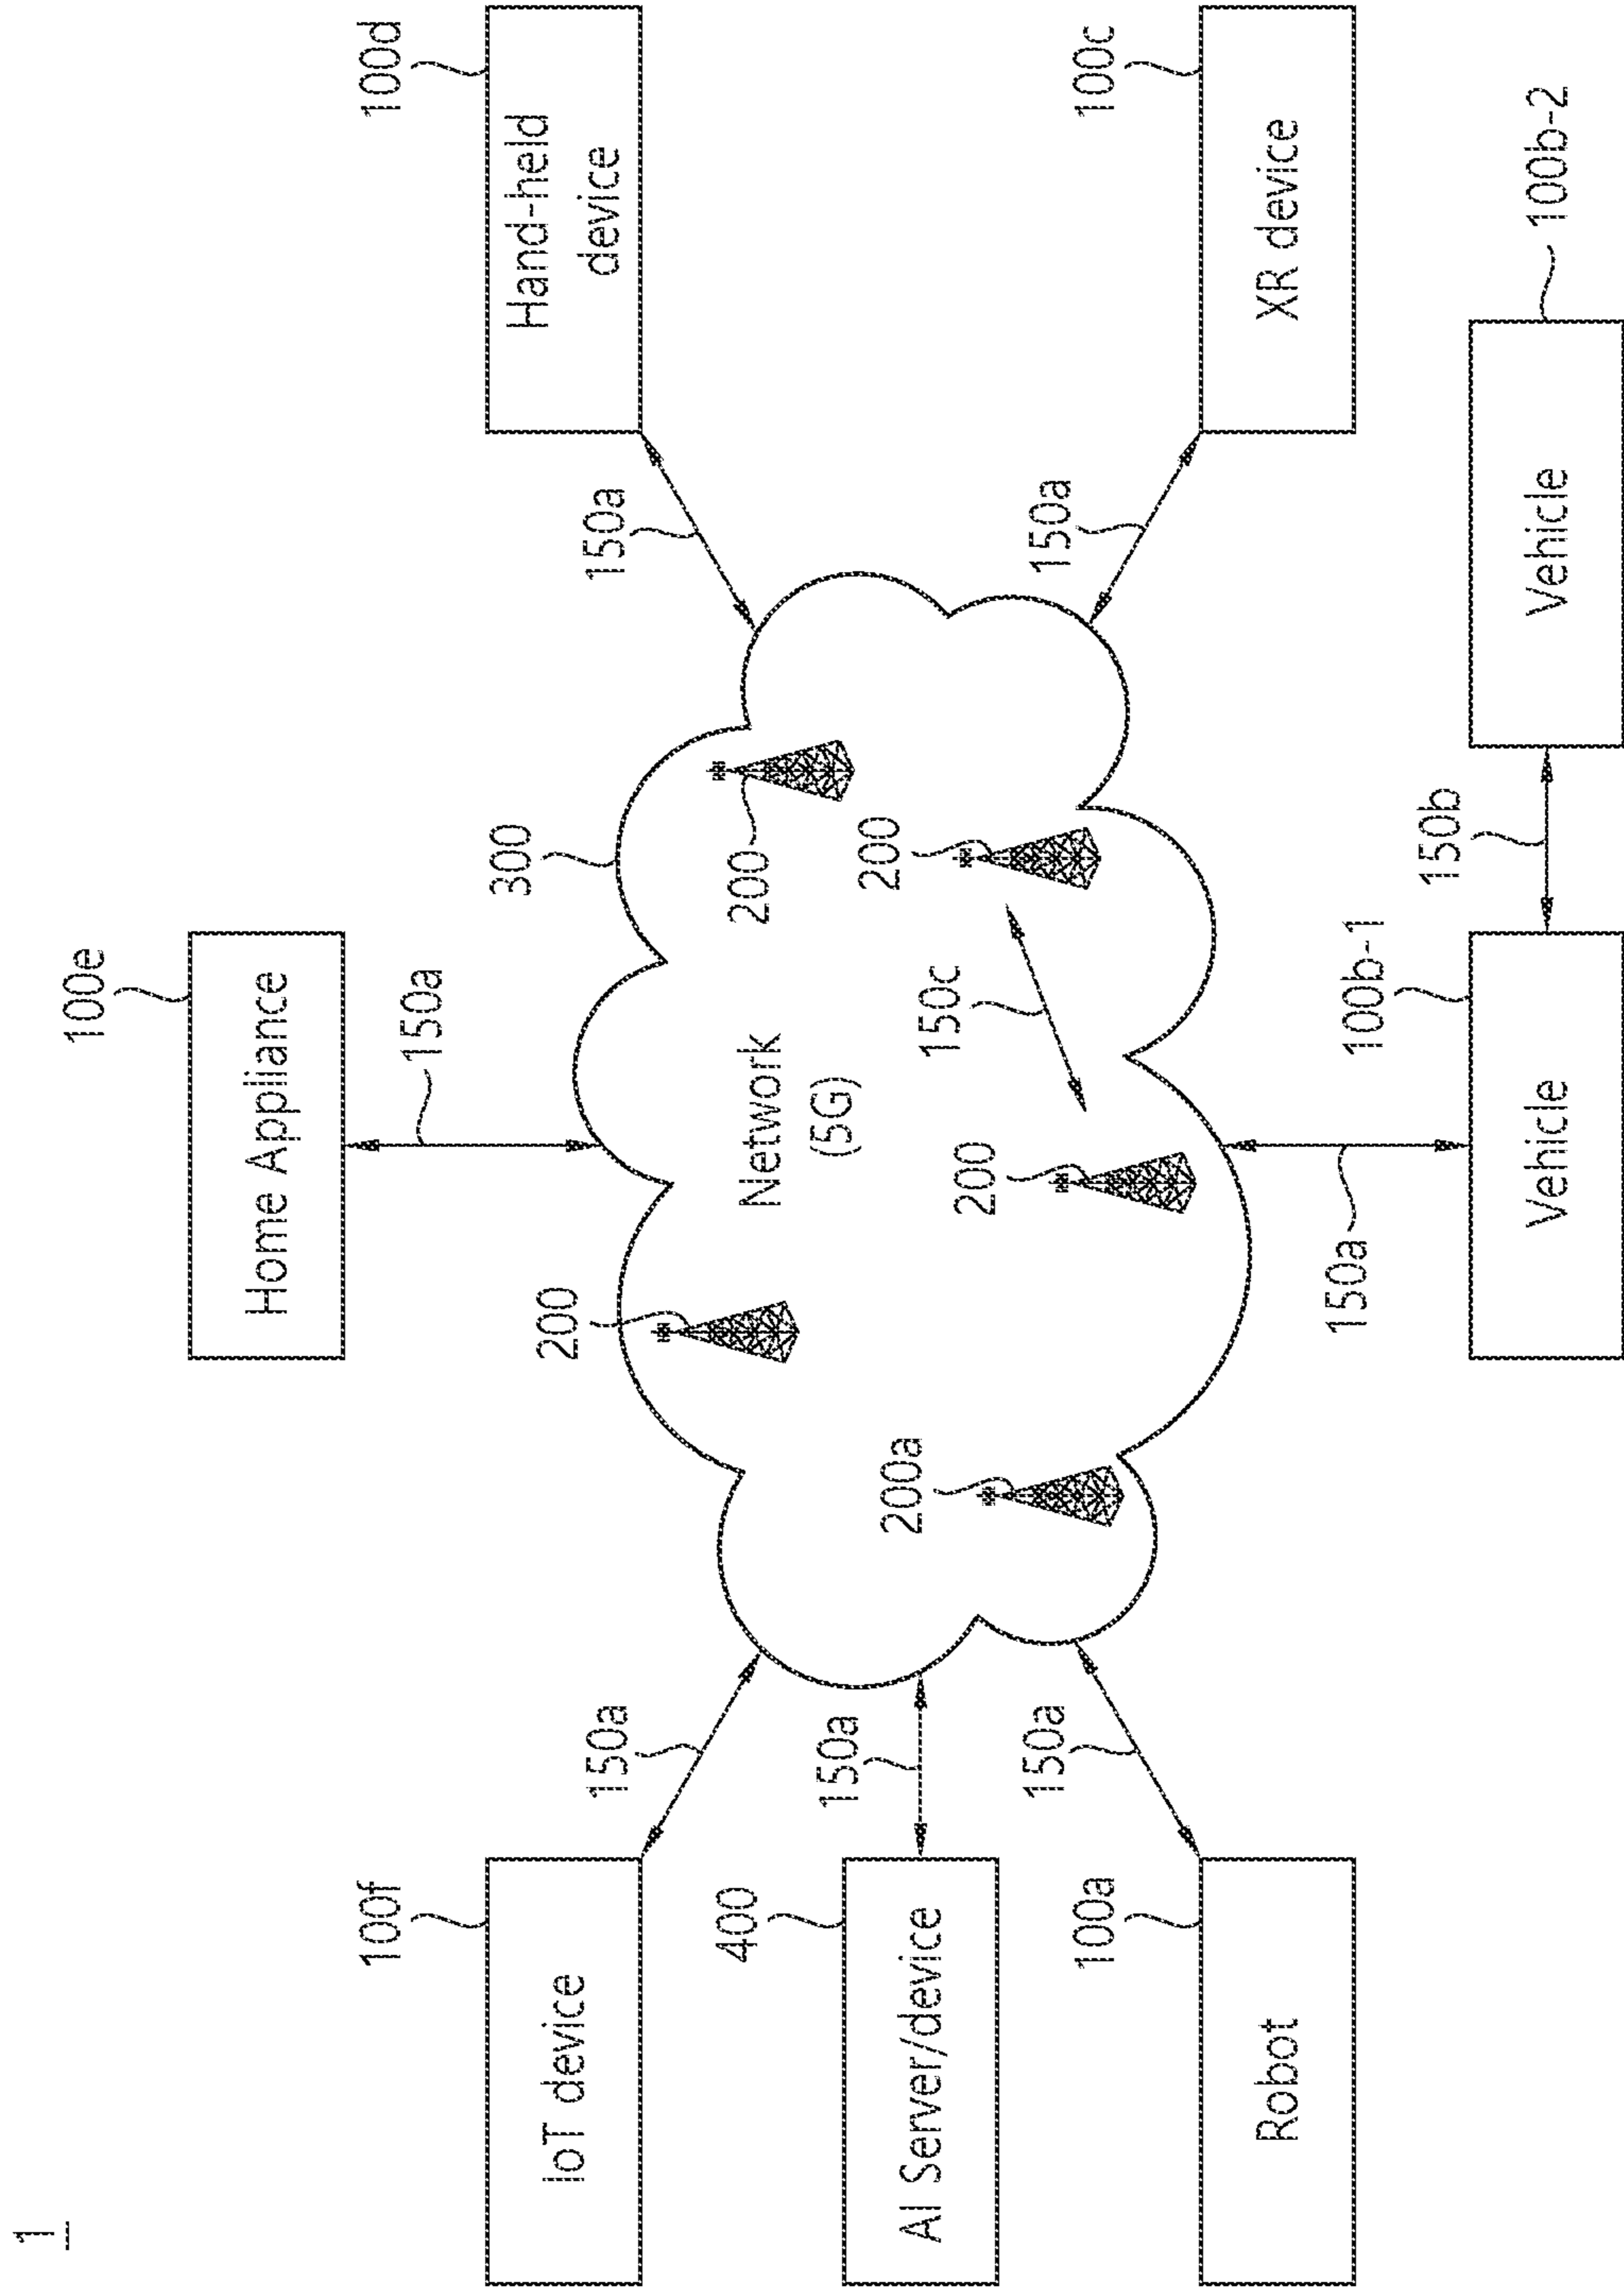 1
100e
Home Appliance
150a
100f
IoT device
150a
300
200
200
150a
100d
Hand-held
device
Network
(5G)
400
AI Server/device
150a
200a
200
150c
200
100a
Robot
150a
150a
100c
XR device
150a
100b-1
Vehicle
150b
Vehicle
100b-2